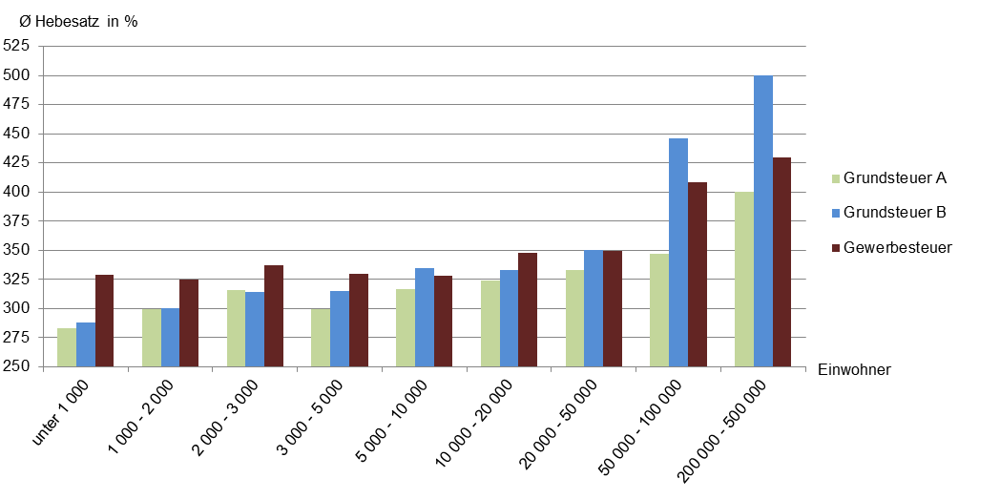 Ø Hebesatz in %
525
500
475
450
425
400
375
350
325
300
275
250
Grundsteuer A
Grundsteuer B
Gewerbesteuer
Einwohner
unter 1 000
1 000 - 2 000
2 000 - 3 000
3 000 - 5 000
5 000 - 10 000
10 000 - 20 000
20 000 - 50 000
50 000 - 100 000
200 000 - 500 000